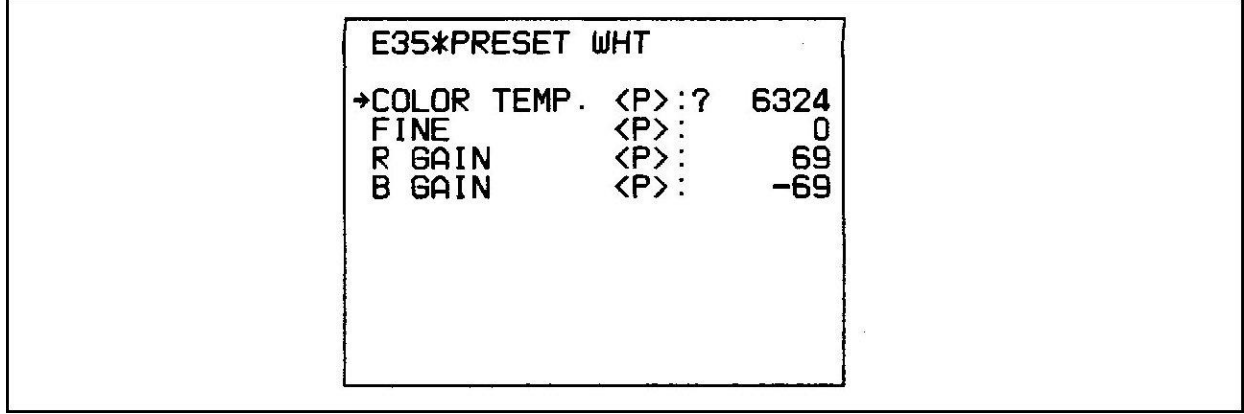 E35*PRESET WHT
→COLOR TEMP. <P>:? 6324
FINE <P>: 0
R GAIN <P>: 69
B GAIN <P>: -69